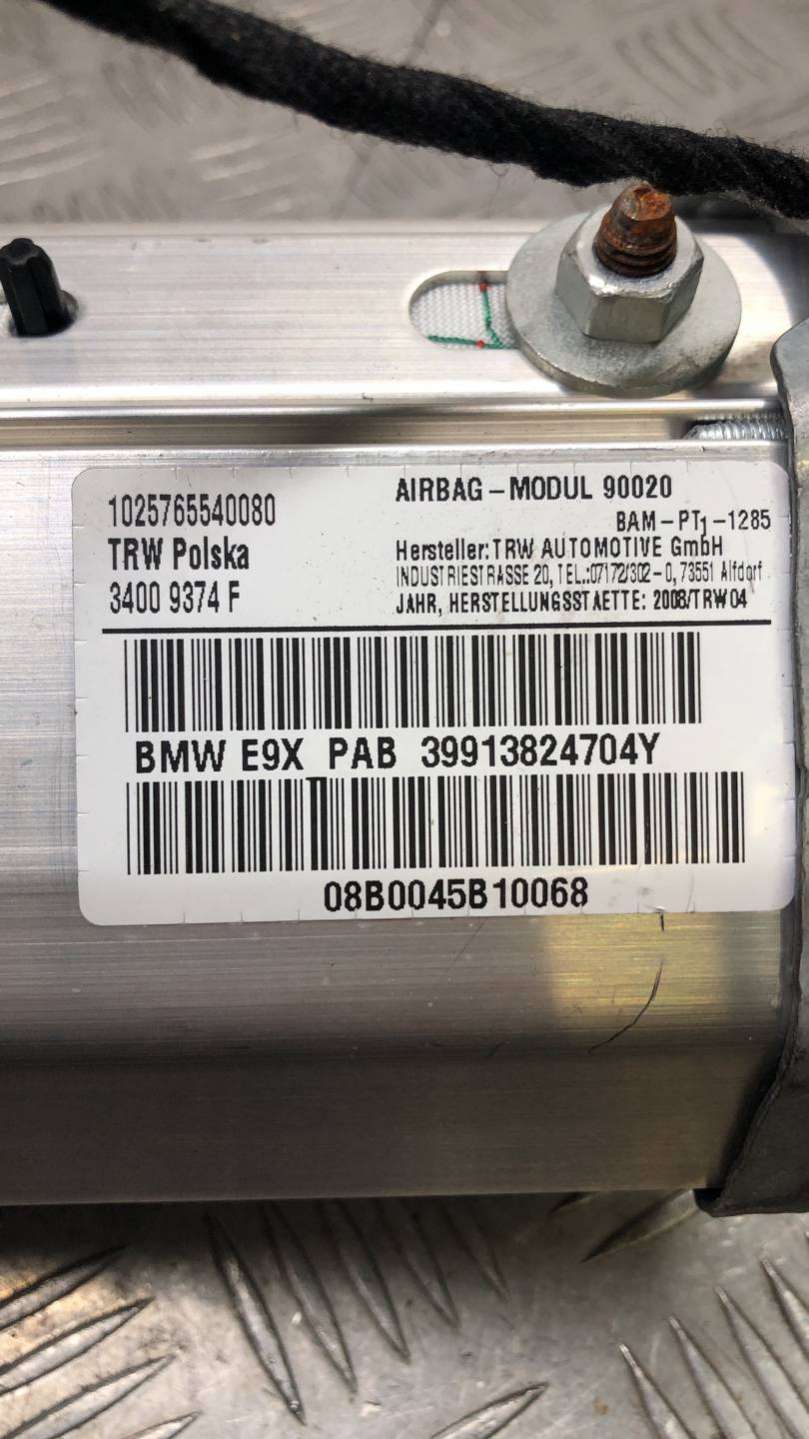 1025765540080
TRW Polska
3400 9374 F
AIRBAG-MODUL 90020
BAM-PT1-1285
Hersteller: TRW AUTOMOTIVE GmbH
INDUSTRIESTRASSE 20, TEL.:07172/302-0, 73551 Alfdorf
JAHR, HERSTELLUNGSSTAETTE: 2008/TRW04
BMW E9X PAB 39913824704Y
08B0045B10068